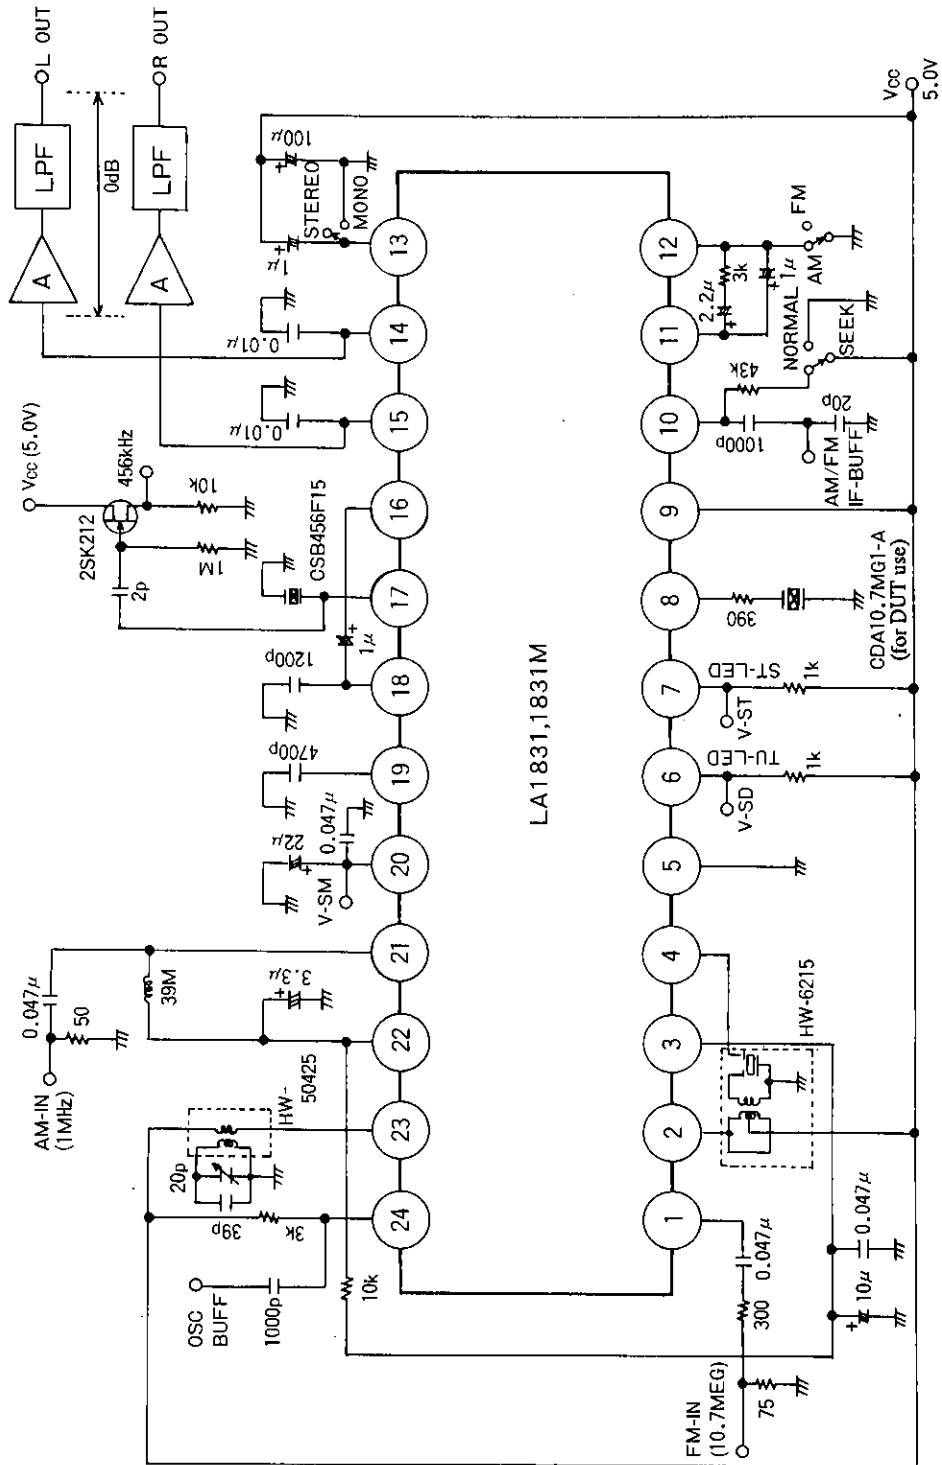 L OUT
R OUT
LPF
LPF
0dB
A
A
Vcc (5.0V)
2SK212
456kHz
10k
1M
2p
CSB456F15
0.01μ
0.01μ
1μ
100μ
STEREO
MONO
1200p
1μ
4700p
0.047μ
22μ
V-SM
AM-IN
(1MHz)
0.047μ
50
39M
3.3μ
HW-
50425
20p
39p
3k
OSC
BUFF
1000p
10k
24
23
22
21
20
19
18
17
16
15
14
13
LA1831,1831M
1
2
3
4
5
6
7
8
9
10
11
12
FM-IN
(10.7MEG)
75
300
0.047μ
10μ
0.047μ
HW-6215
TU-LED
V-SD
1k
ST-LED
V-ST
1k
390
CDA10.7MG1-A
(for DUT use)
AM/FM
IF-BUFF
1000p
20p
43k
NORMAL
SEEK
2.2μ
3k
1μ
AM
FM
Vcc
5.0V